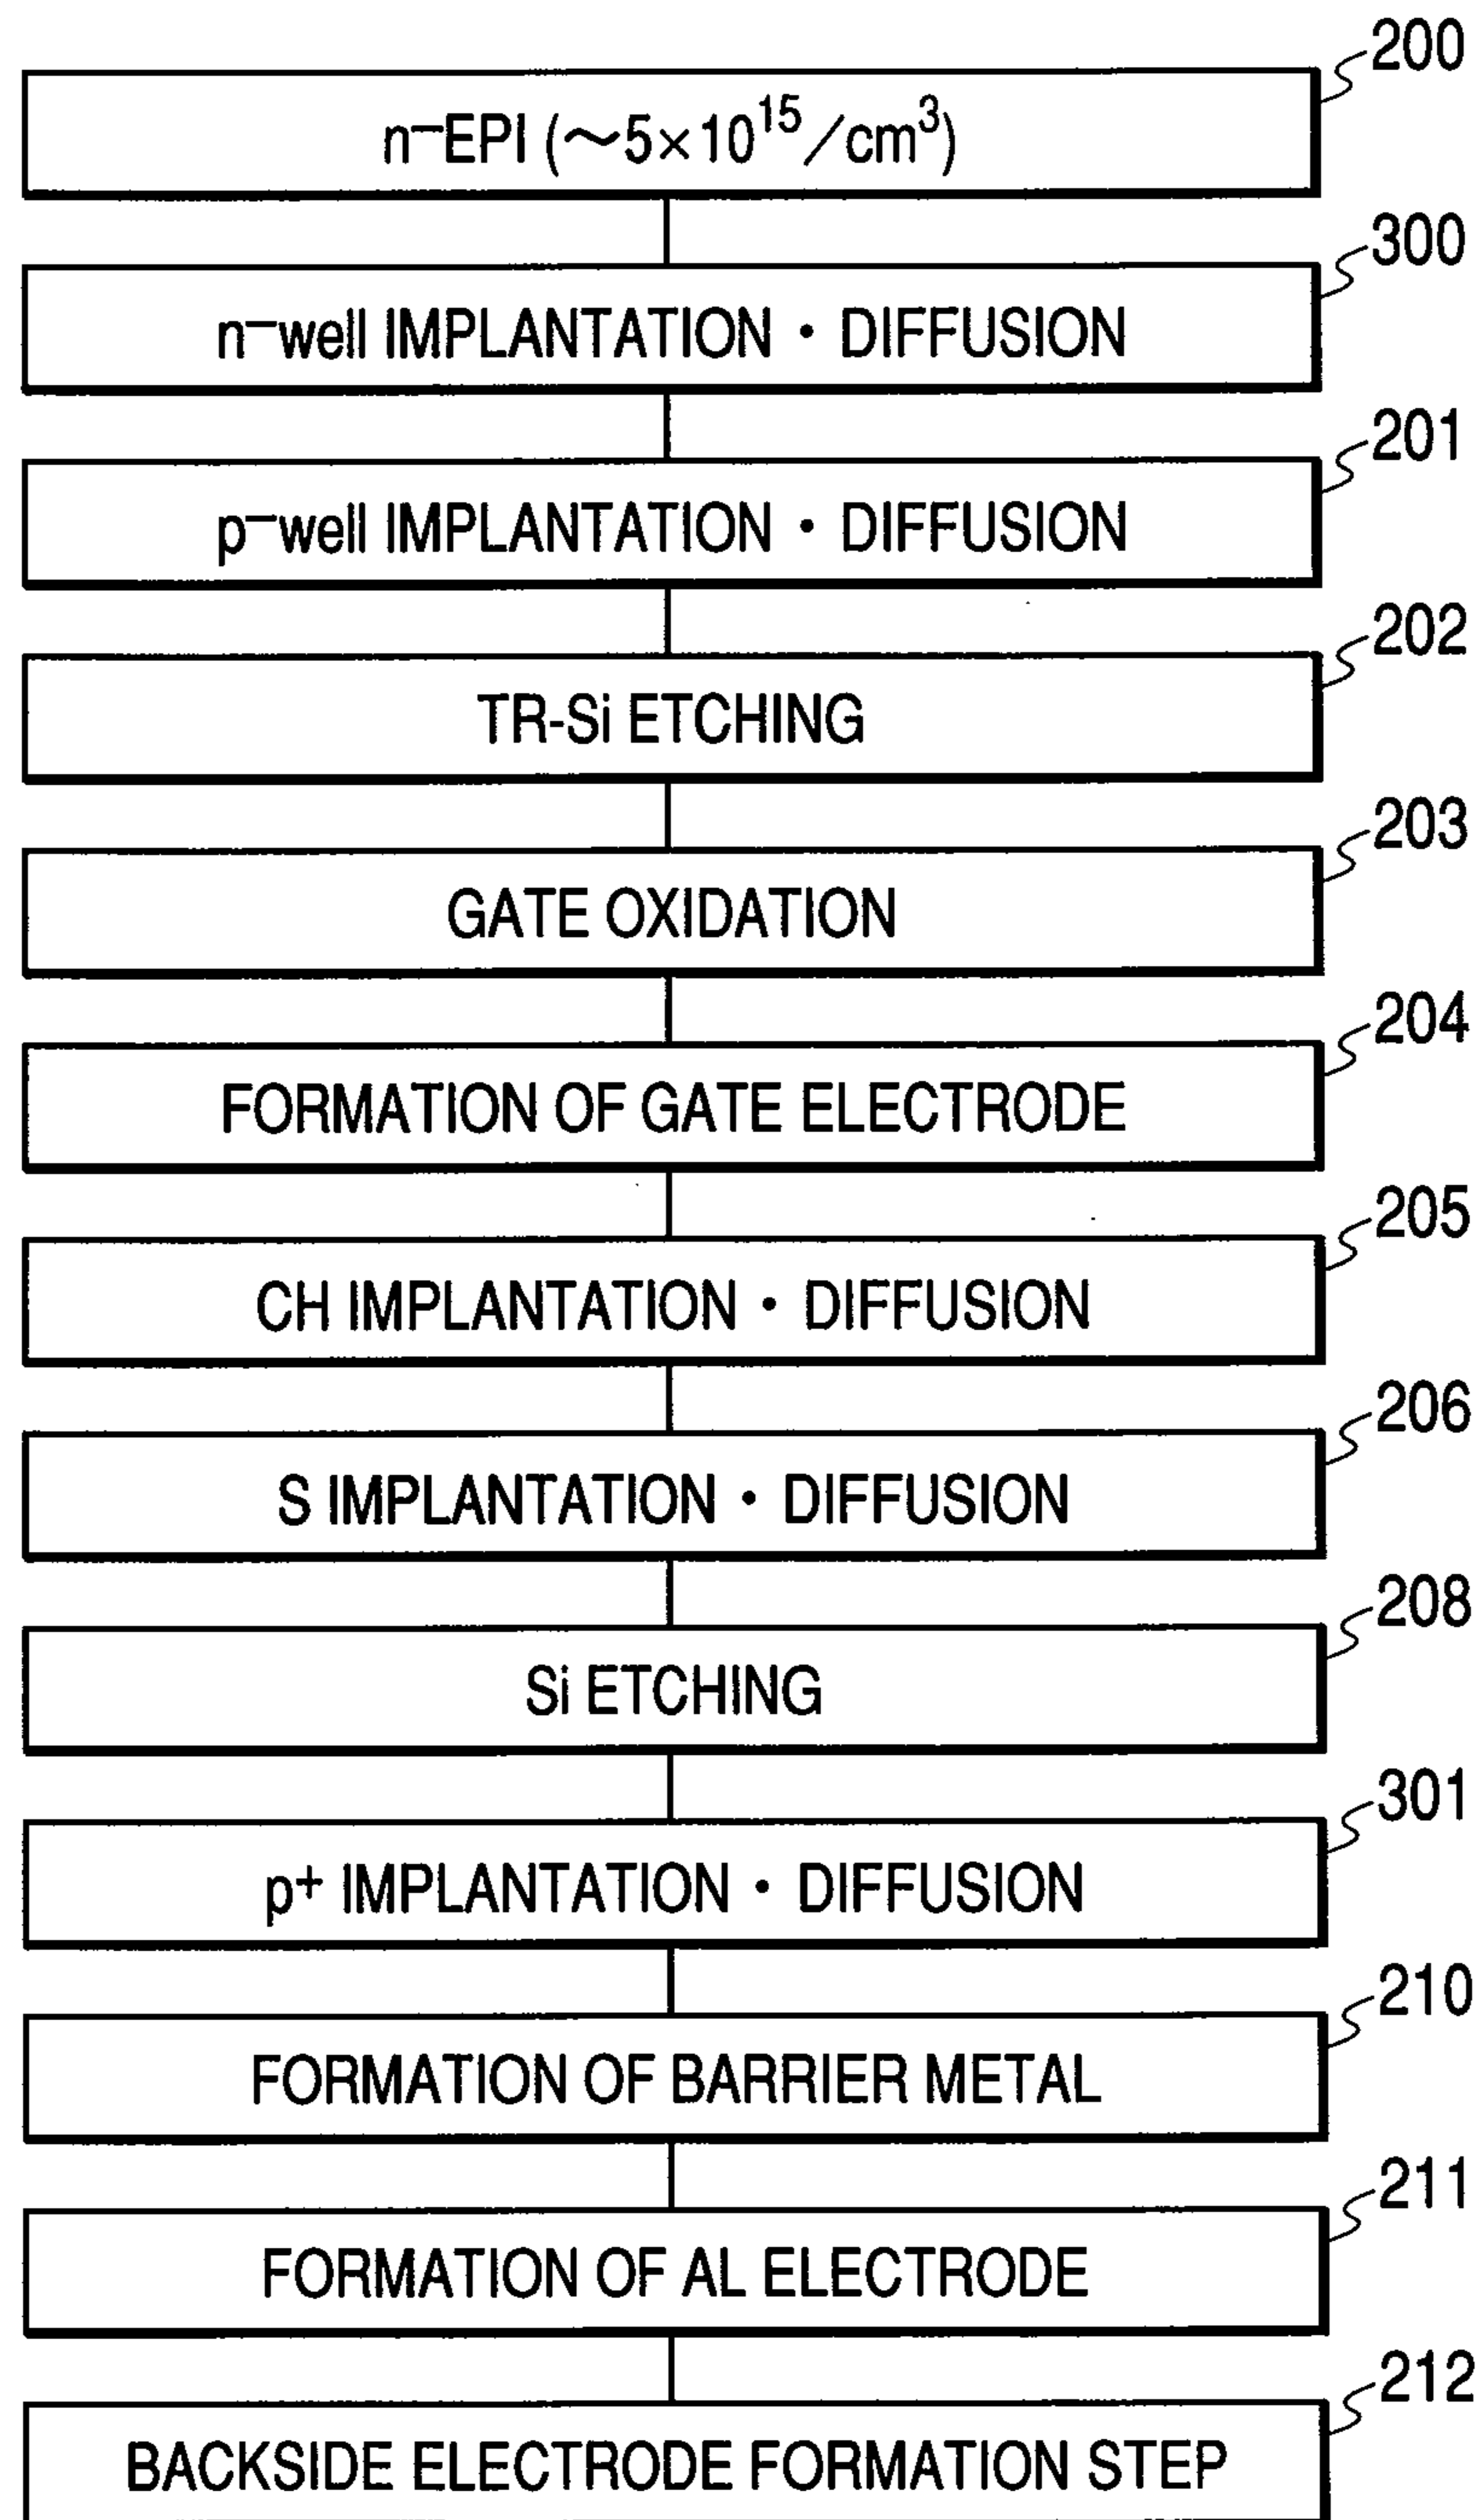 200
n−EPI (～5×10¹⁵/cm³)
300
n−well IMPLANTATION • DIFFUSION
201
p−well IMPLANTATION • DIFFUSION
202
TR-Si ETCHING
203
GATE OXIDATION
204
FORMATION OF GATE ELECTRODE
205
CH IMPLANTATION • DIFFUSION
206
S IMPLANTATION • DIFFUSION
208
Si ETCHING
301
p+ IMPLANTATION • DIFFUSION
210
FORMATION OF BARRIER METAL
211
FORMATION OF AL ELECTRODE
212
BACKSIDE ELECTRODE FORMATION STEP